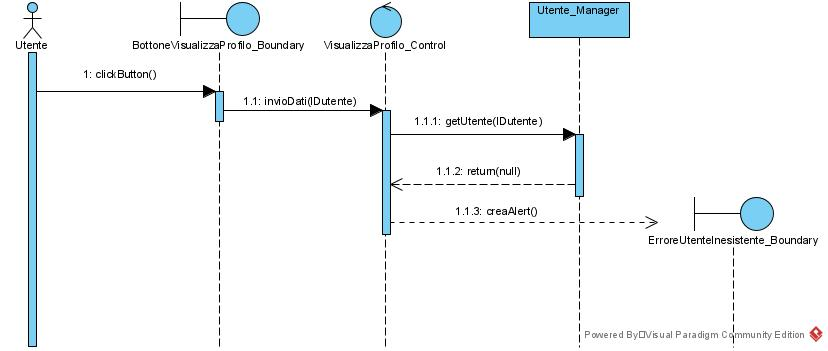 Utente
BottoneVisualizzaProfilo_Boundary
VisualizzaProfilo_Control
Utente_Manager
1: clickButton()
1.1: invioDati(IDutente)
1.1.1: getUtente(IDutente)
1.1.2: return(null)
1.1.3: creaAlert()
ErroreUtenteInesistente_Boundary
Powered By□Visual Paradigm Community Edition